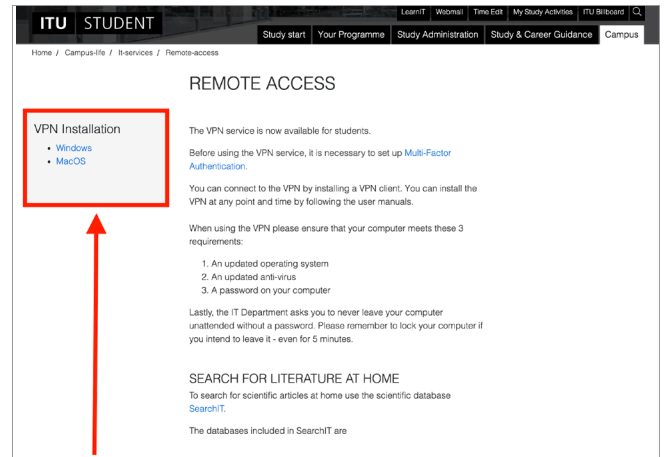 ITU STUDENT
LearnIT Webmail Time Edit My Study Activities ITU Billboard
Study start Your Programme Study Administration Study & Career Guidance Campus
Home / Campus-life / It-services / Remote-access
REMOTE ACCESS
VPN Installation
• Windows
• MacOS
The VPN service is now available for students.
Before using the VPN service, it is necessary to set up Multi-Factor
Authentication.
You can connect to the VPN by installing a VPN client. You can install the
VPN at any point and time by following the user manuals.
When using the VPN please ensure that your computer meets these 3
requirements:
1. An updated operating system
2. An updated anti-virus
3. A password on your computer
Lastly, the IT Department asks you to never leave your computer
unattended without a password. Please remember to lock your computer if
you intend to leave it - even for 5 minutes.
SEARCH FOR LITERATURE AT HOME
To search for scientific articles at home use the scientific database
SearchIT.
The databases included in SearchIT are